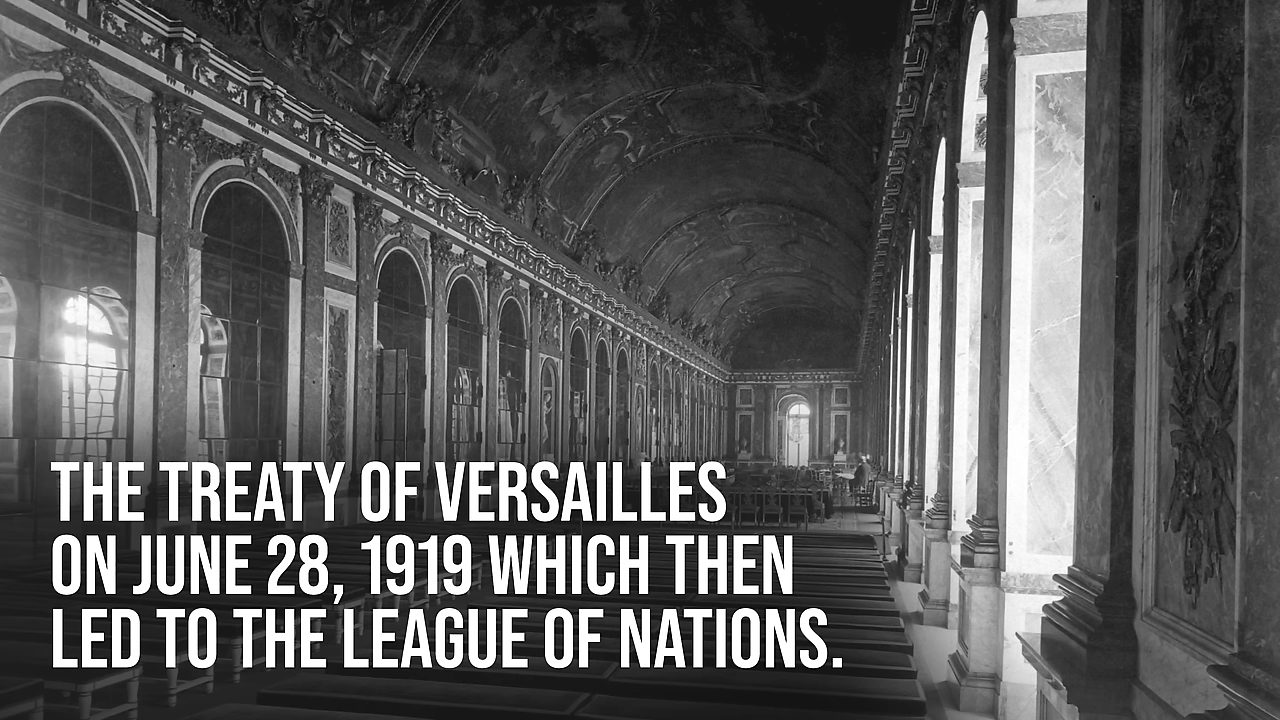 THE TREATY OF VERSAILLES
ON JUNE 28, 1919 WHICH THEN
LED TO THE LEAGUE OF NATIONS.